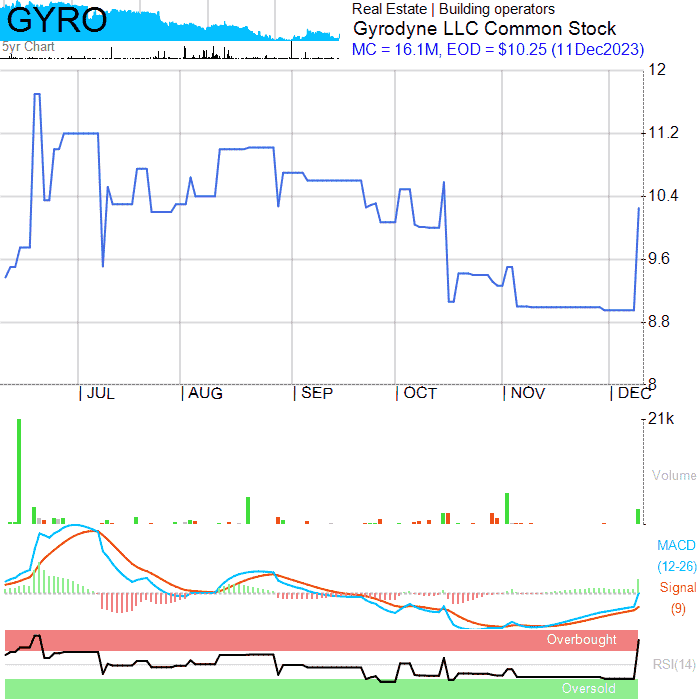 GYRO
5yr Chart
Real Estate | Building operators
Gyrodyne LLC Common Stock
MC = 16.1M, EOD = $10.25 (11Dec2023)
12
11.2
10.4
9.6
8.8
8
JUL AUG SEP OCT NOV DEC
21k
Volume
MACD
(12-26)
Signal
(9)
Overbought
RSI(14)
Oversold